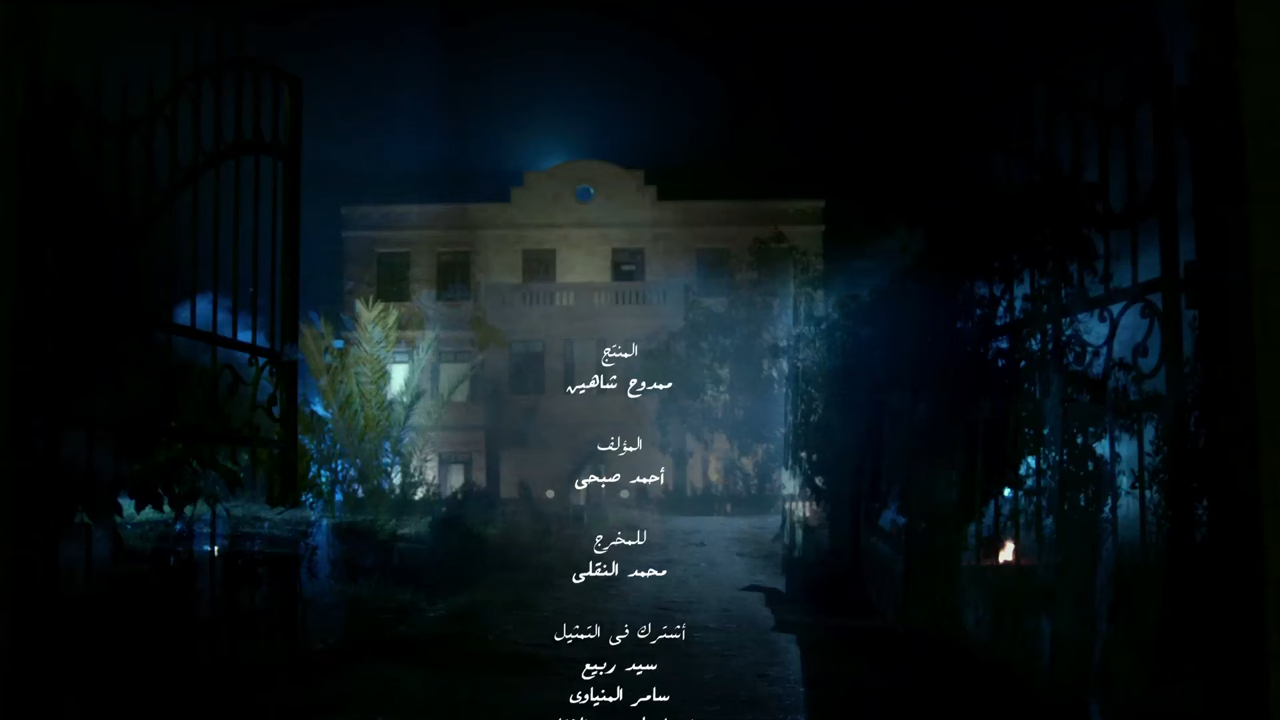 المنتج
ممدوح شاهين
المؤلف
أحمد صبحى
للمخرج
محمد النقلى
أشترك فى التمثيل
سيد ربيع
سامر المنياوى